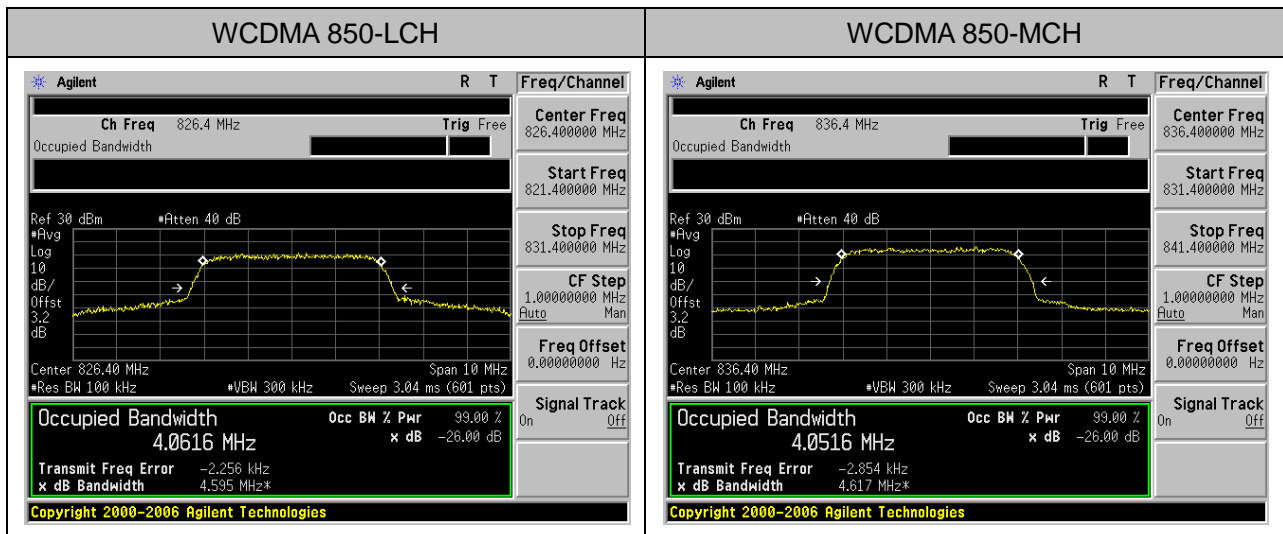 WCDMA 850-LCH
WCDMA 850-MCH
Agilent R T Freq/Channel
Ch Freq 826.4 MHz Trig Free
Occupied Bandwidth
Center Freq
826.400000 MHz
Start Freq
821.400000 MHz
Stop Freq
831.400000 MHz
CF Step
1.00000000 MHz
Auto Man
Freq Offset
0.00000000 Hz
Signal Track
On Off
Ref 30 dBm #Atten 40 dB
#Avg
Log
10
dB/
Offst
3.2
dB
Center 826.40 MHz Span 10 MHz
#Res BW 100 kHz #VBW 300 kHz Sweep 3.04 ms (601 pts)
Occupied Bandwidth Occ BW % Pwr 99.00 %
4.0616 MHz x dB -26.00 dB
Transmit Freq Error -2.256 kHz
x dB Bandwidth 4.595 MHz*
Copyright 2000-2006 Agilent Technologies
Agilent R T Freq/Channel
Ch Freq 836.4 MHz Trig Free
Occupied Bandwidth
Center Freq
836.400000 MHz
Start Freq
831.400000 MHz
Stop Freq
841.400000 MHz
CF Step
1.00000000 MHz
Auto Man
Freq Offset
0.00000000 Hz
Signal Track
On Off
Ref 30 dBm #Atten 40 dB
#Avg
Log
10
dB/
Offst
3.2
dB
Center 836.40 MHz Span 10 MHz
#Res BW 100 kHz #VBW 300 kHz Sweep 3.04 ms (601 pts)
Occupied Bandwidth Occ BW % Pwr 99.00 %
4.0516 MHz x dB -26.00 dB
Transmit Freq Error -2.854 kHz
x dB Bandwidth 4.617 MHz*
Copyright 2000-2006 Agilent Technologies